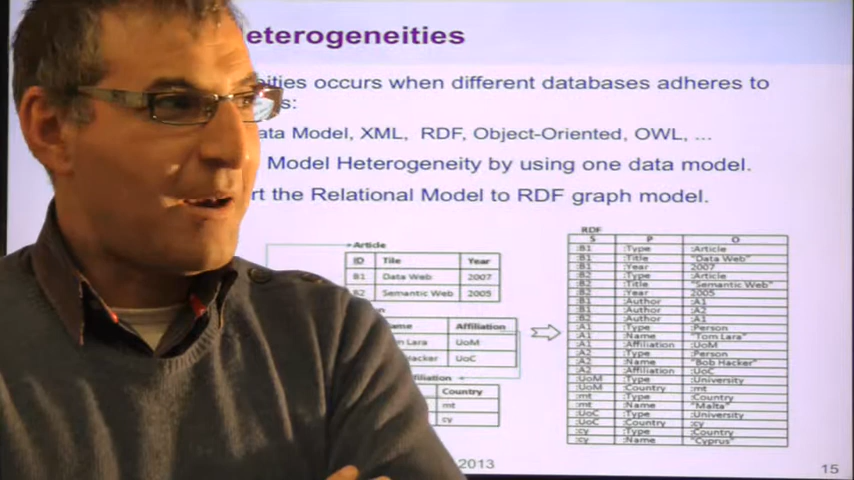 eterogeneities
eities occurs when different databases adheres to
s:
ata Model, XML, RDF, Object-Oriented, OWL, ...
Model Heterogeneity by using one data model.
rt the Relational Model to RDF graph model.
Article
ID Title Year
B1 Data Web 2007
B2 Semantic Web 2005
ame Affiliation
m Lara UoM
Hacker UoC
ffiliation
Country
mt
cy
RDF
S P O
:B1 :Type :Article
:B1 :Title "Data Web"
:B1 :Year 2007
:B2 :Type :Article
:B2 :Title "Semantic Web"
:B2 :Year 2005
:B1 :Author :A1
:B1 :Author :A2
:B2 :Author :A1
:A1 :Type :Person
:A1 :Name "Tom Lara"
:A1 :Affiliation :UoM
:A2 :Type :Person
:A2 :Name "Bob Hacker"
:A2 :Affiliation :UoC
:UoM :Type :University
:UoM :Country :mt
:mt :Type :Country
:mt :Name "Malta"
:UoC :Type :University
:UoC :Country :cy
:cy :Type :Country
:cy :Name "Cyprus"
2013
15